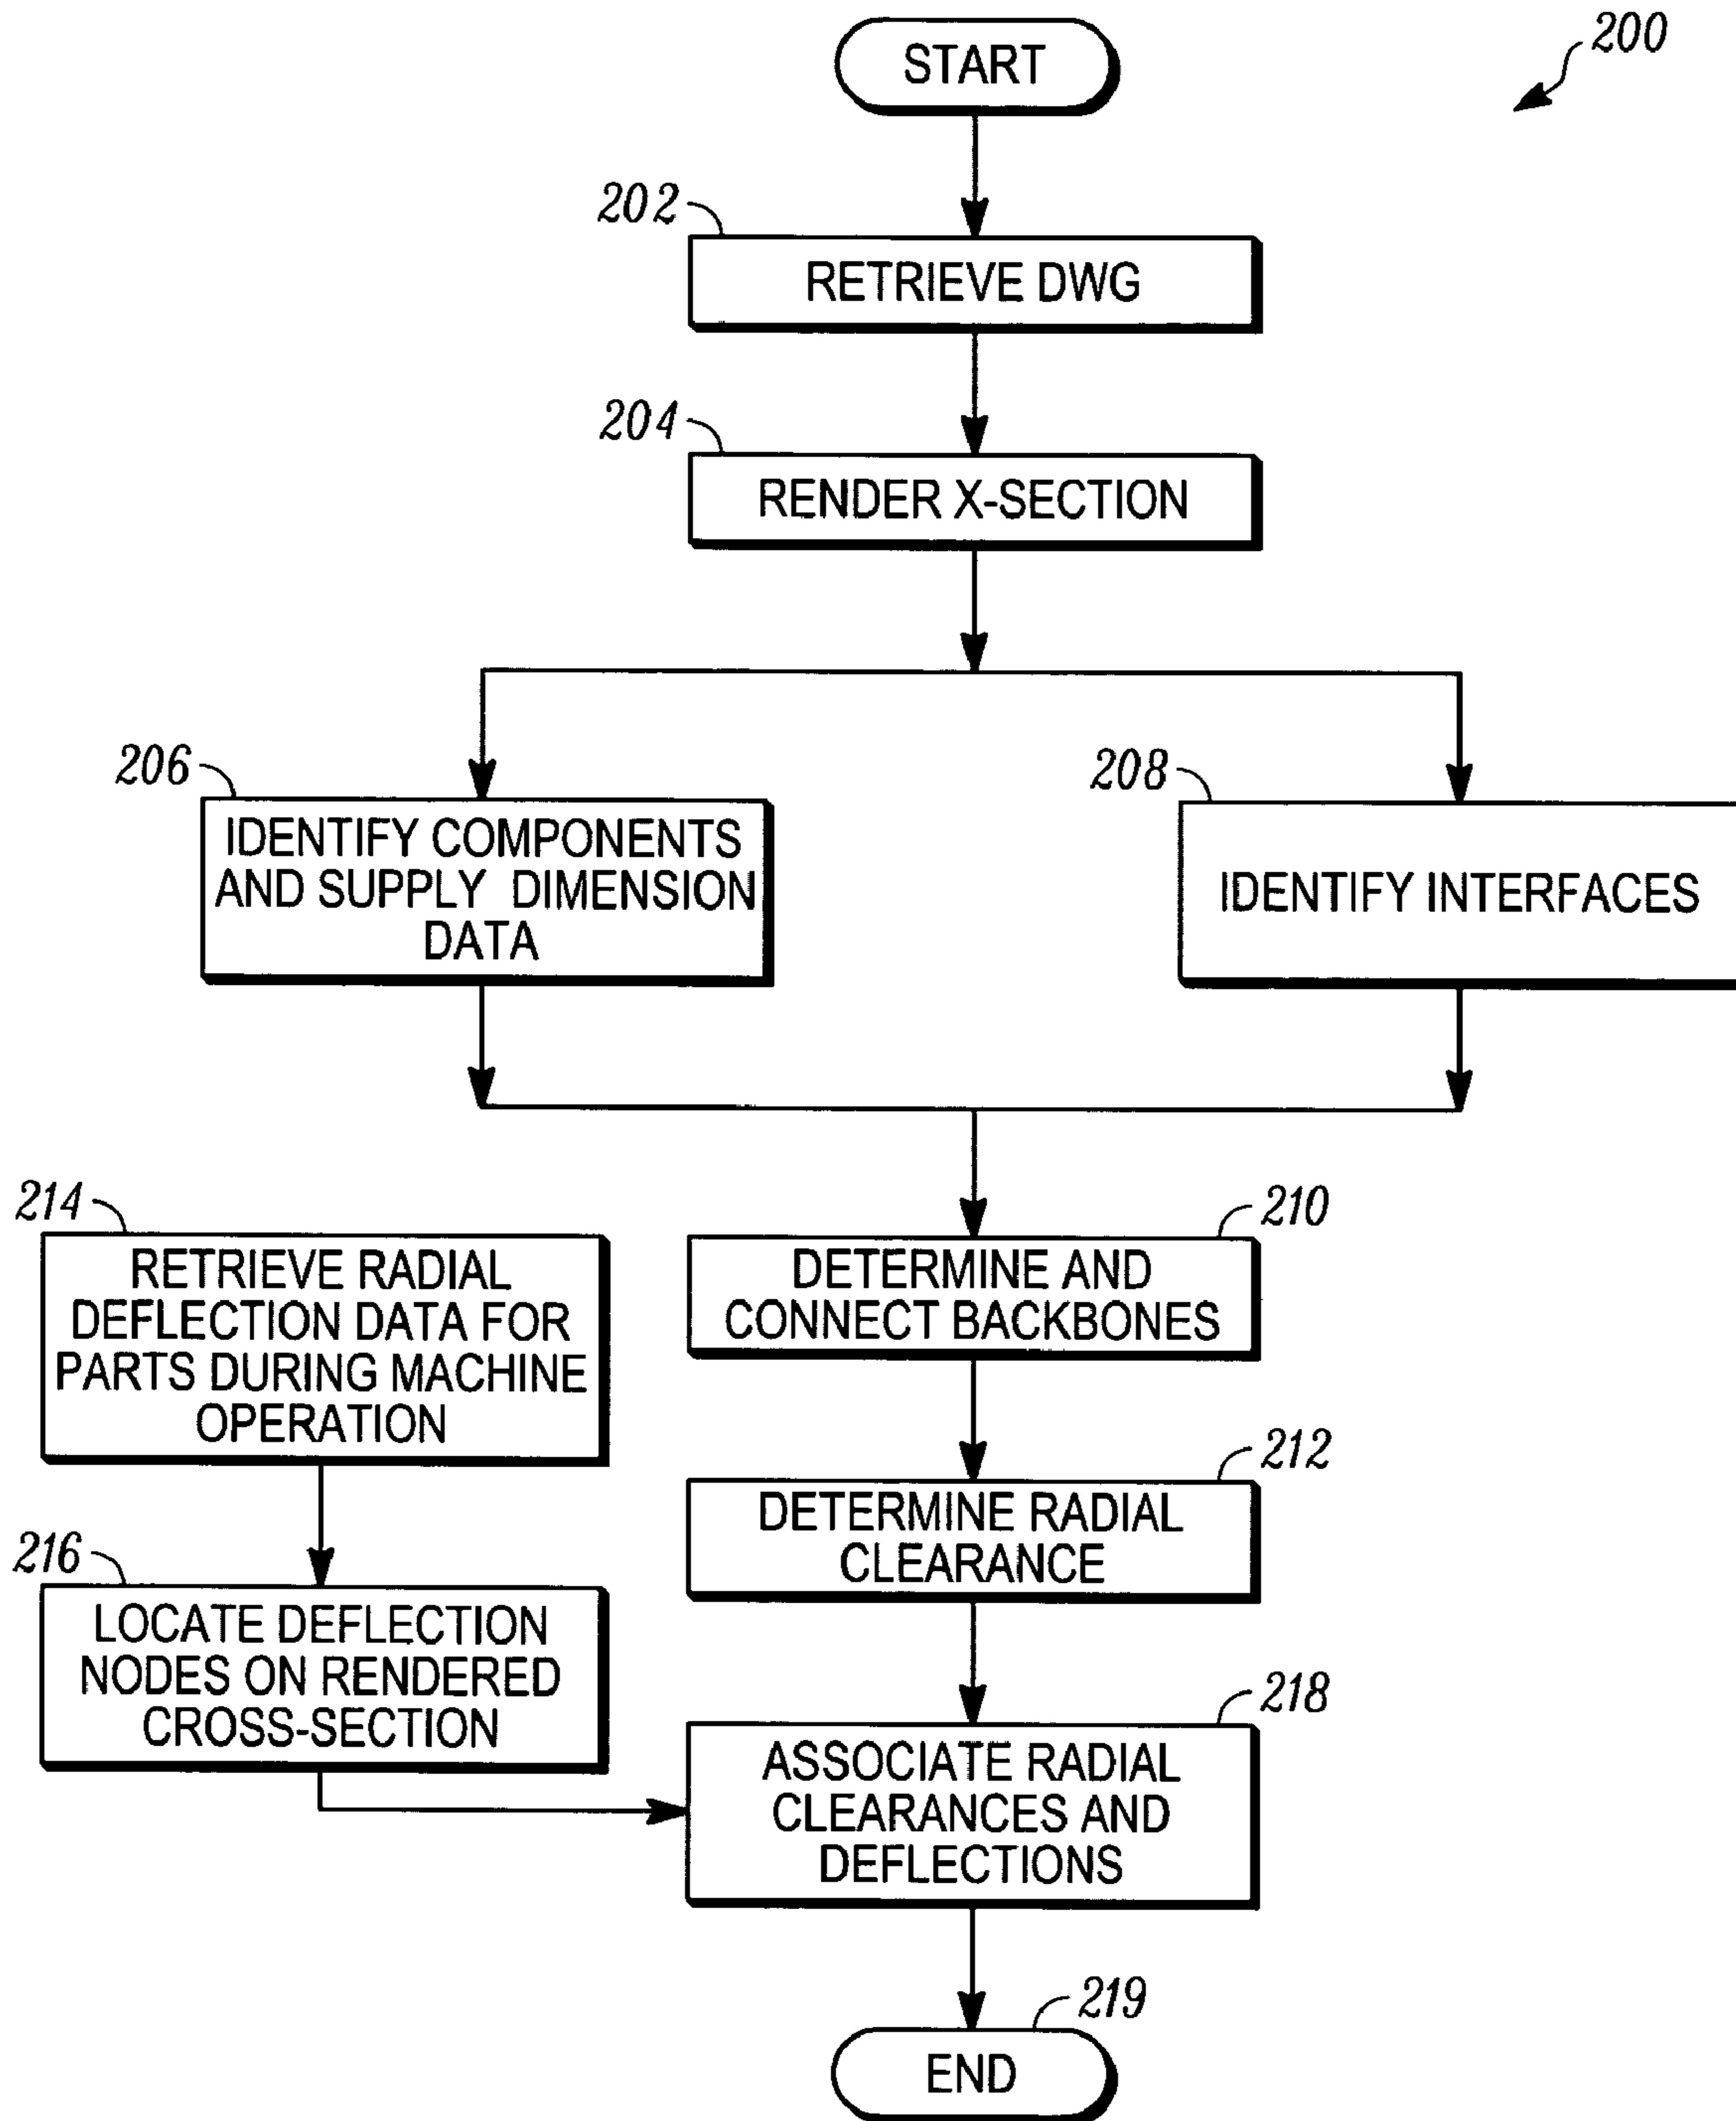 START
200
202
RETRIEVE DWG
204
RENDER X-SECTION
206
IDENTIFY COMPONENTS
AND SUPPLY DIMENSION
DATA
208
IDENTIFY INTERFACES
210
DETERMINE AND
CONNECT BACKBONES
214
RETRIEVE RADIAL
DEFLECTION DATA FOR
PARTS DURING MACHINE
OPERATION
212
DETERMINE RADIAL
CLEARANCE
216
LOCATE DEFLECTION
NODES ON RENDERED
CROSS-SECTION
218
ASSOCIATE RADIAL
CLEARANCES AND
DEFLECTIONS
219
END